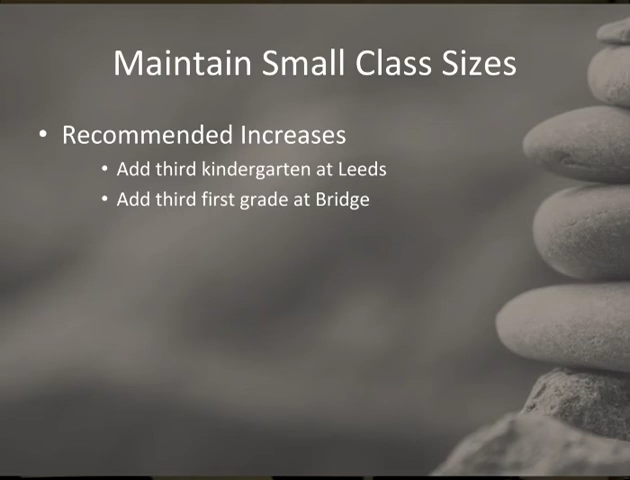 Maintain Small Class Sizes
• Recommended Increases
• Add third kindergarten at Leeds
• Add third first grade at Bridge